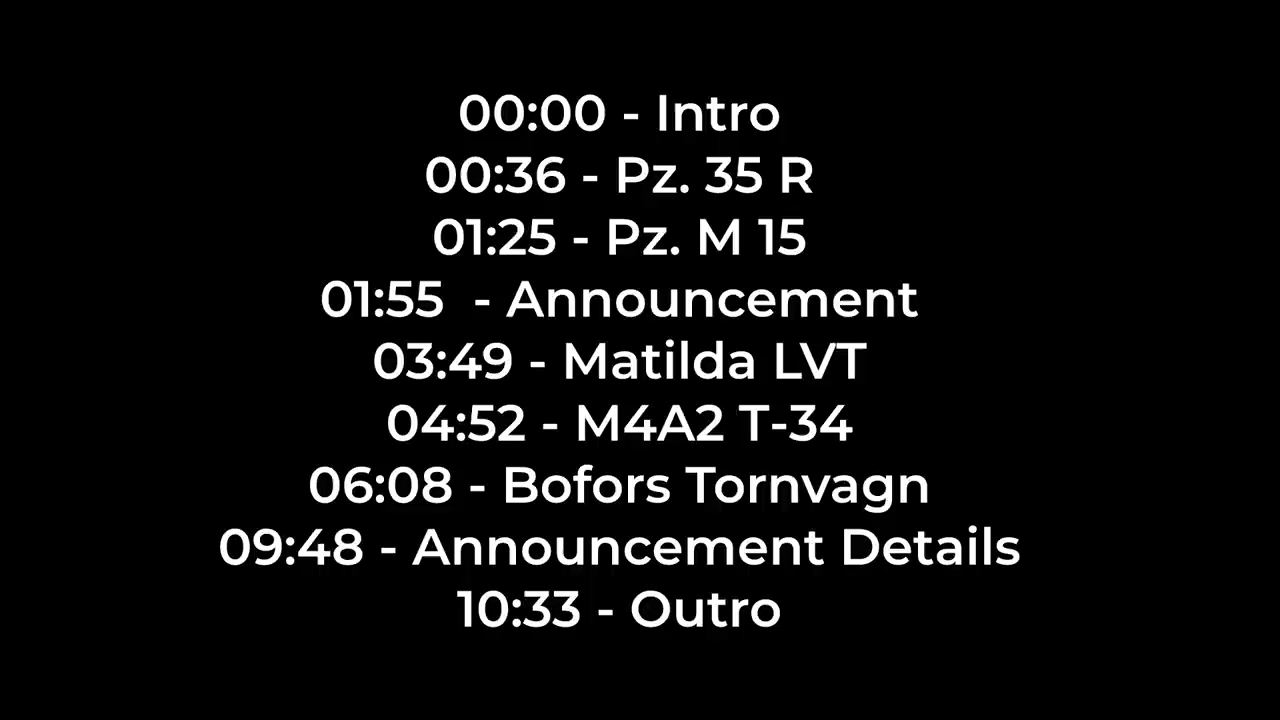 00:00 - Intro
00:36 - Pz. 35 R
01:25 - Pz. M 15
01:55  - Announcement
03:49 - Matilda LVT
04:52 - M4A2 T-34
06:08 - Bofors Tornvagn
09:48 - Announcement Details
10:33 - Outro